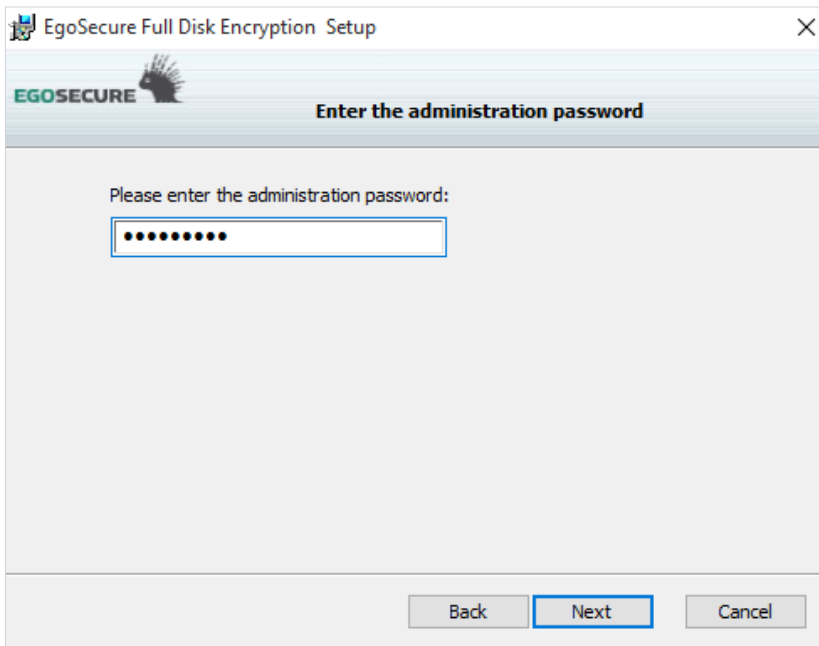 EgoSecure Full Disk Encryption  Setup
EGOSECURE
Enter the administration password
Please enter the administration password:
•••••••••
Back Next Cancel